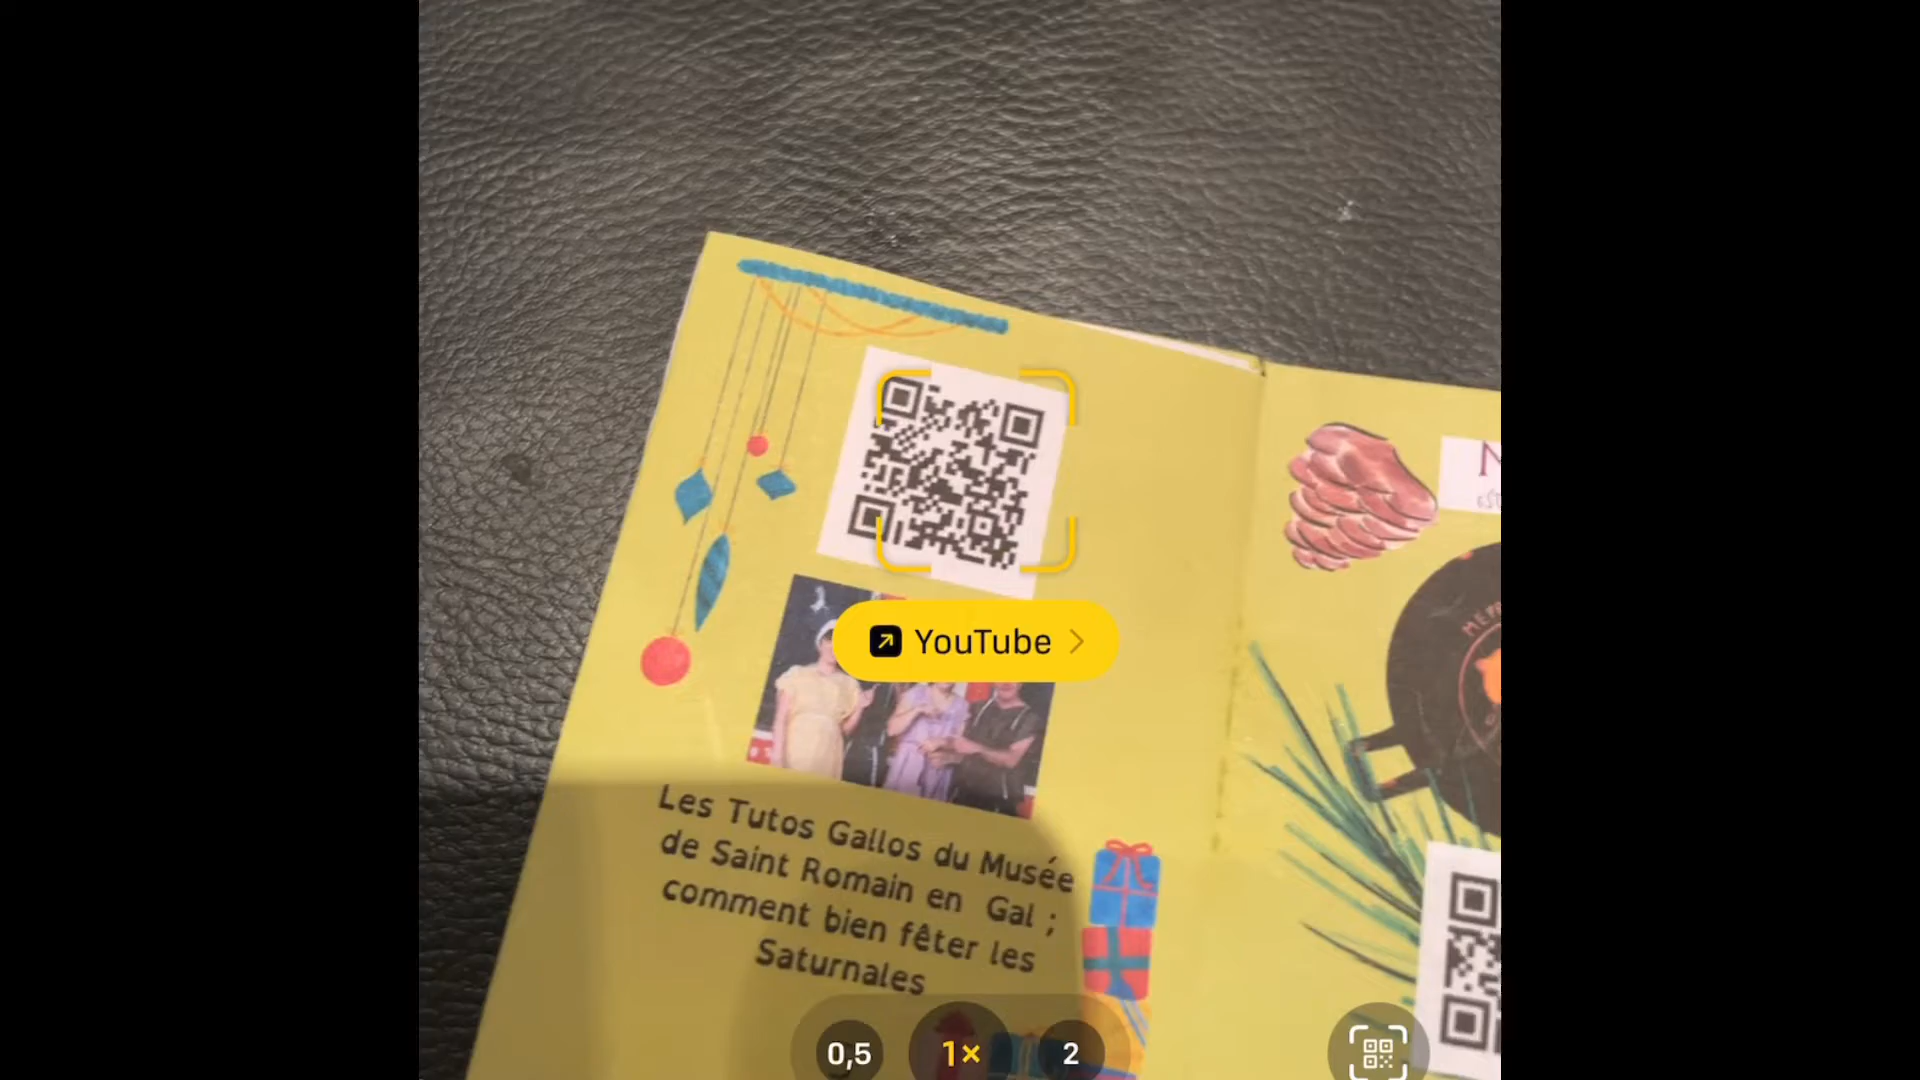 YouTube
Les Tutos Gallos du Musée
de Saint Romain en Gal ;
comment bien fêter les
Saturnales
0,5
1×
2